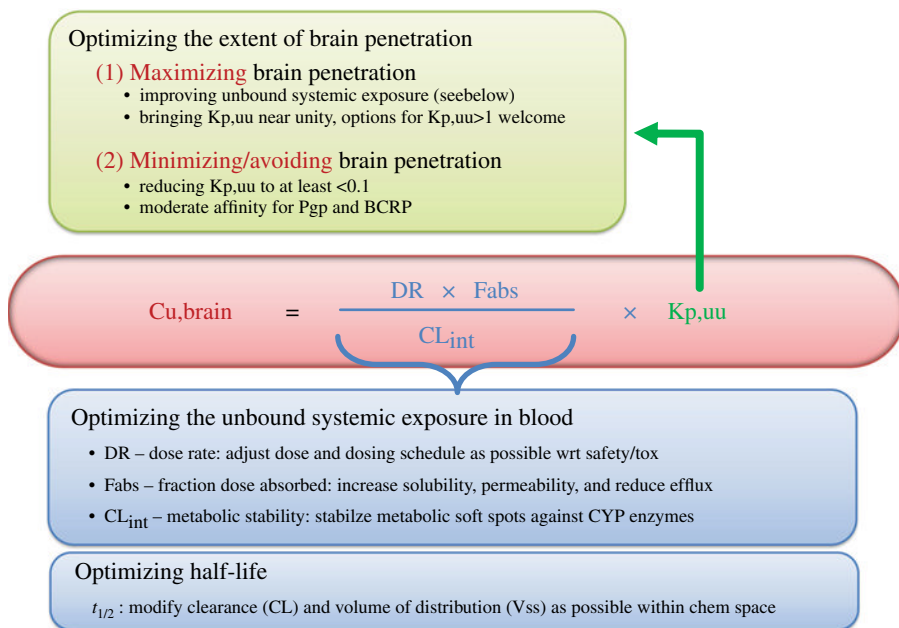 Optimizing the extent of brain penetration
(1) Maximizing brain penetration
• improving unbound systemic exposure (seebelow)
• bringing Kp,uu near unity, options for Kp,uu>1 welcome
(2) Minimizing/avoiding brain penetration
• reducing Kp,uu to at least <0.1
• moderate affinity for Pgp and BCRP
DR × Fabs
Cu,brain = × Kp,uu
CLint
Optimizing the unbound systemic exposure in blood
• DR – dose rate: adjust dose and dosing schedule as possible wrt safety/tox
• Fabs – fraction dose absorbed: increase solubility, permeability, and reduce efflux
• CLint – metabolic stability: stabilze metabolic soft spots against CYP enzymes
Optimizing half-life
t1/2 : modify clearance (CL) and volume of distribution (Vss) as possible within chem space